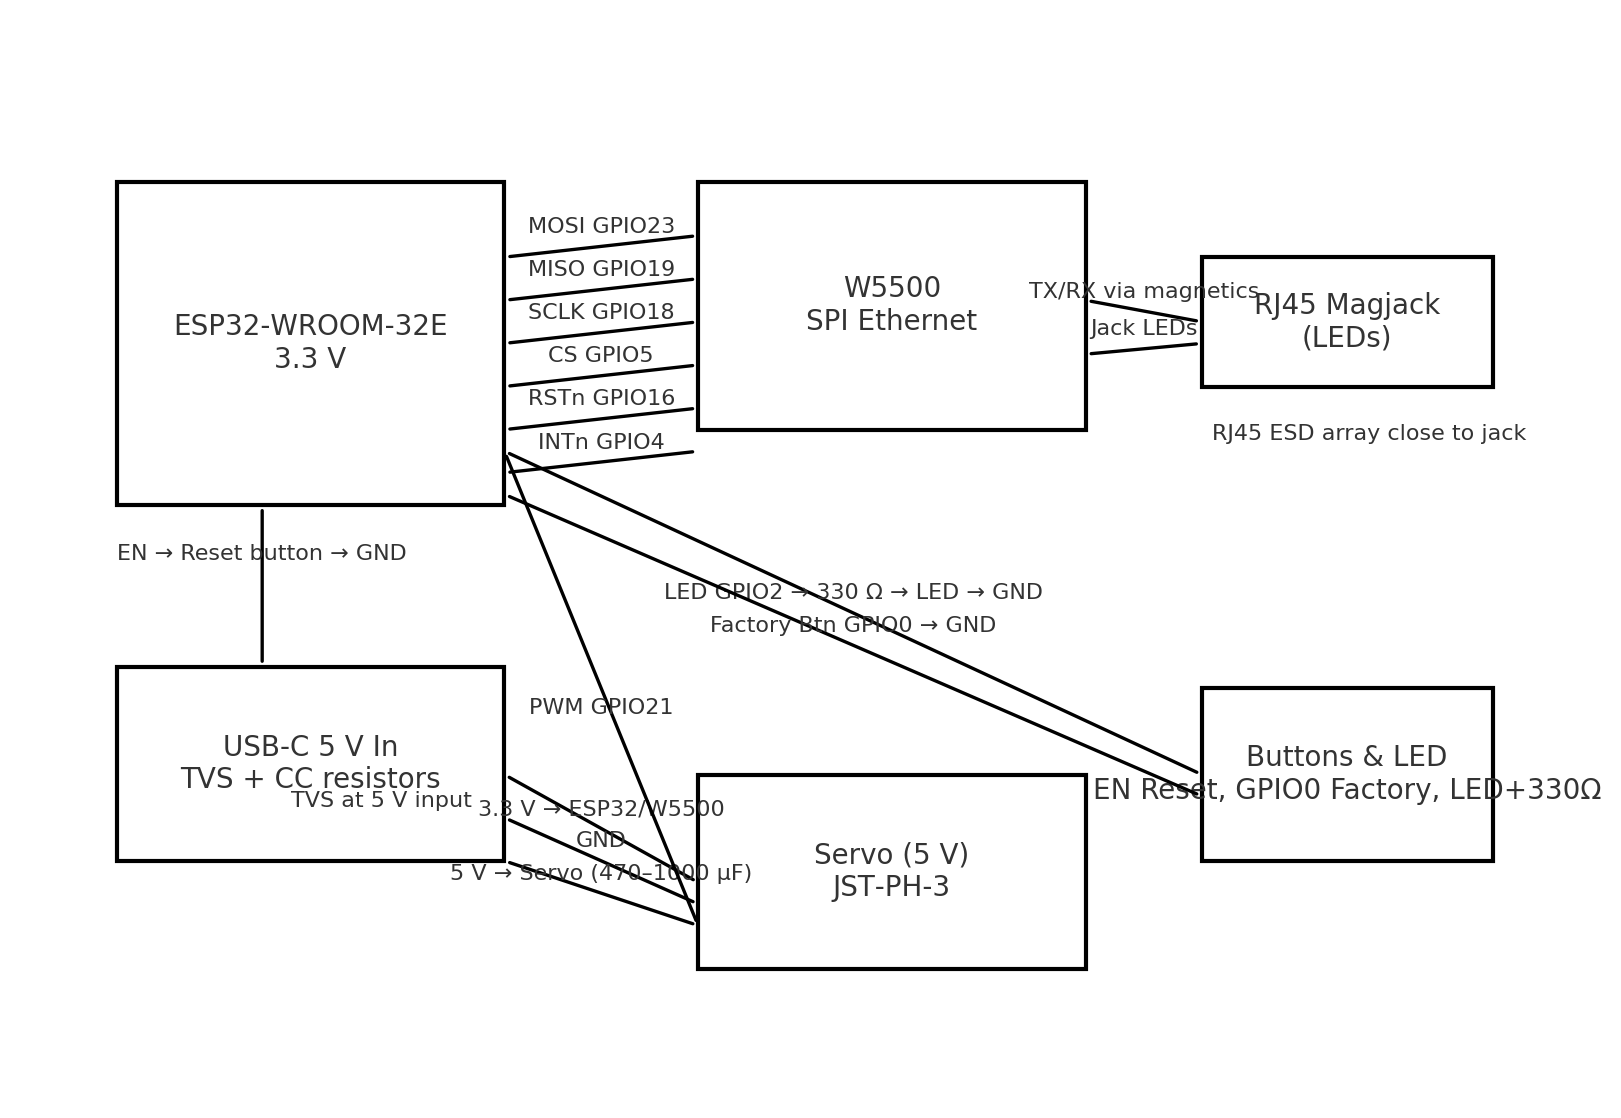 ESP32-WROOM-32E
3.3 V
MOSI GPIO23
MISO GPIO19
SCLK GPIO18
CS GPIO5
RSTn GPIO16
INTn GPIO4
W5500
SPI Ethernet
TX/RX via magnetics
Jack LEDs
RJ45 Magjack
(LEDs)
RJ45 ESD array close to jack
EN → Reset button → GND
LED GPIO2 → 330 Ω → LED → GND
Factory Btn GPIO0 → GND
PWM GPIO21
USB-C 5 V In
TVS + CC resistors
TVS at 5 V input
3.3 V → ESP32/W5500
GND
5 V → Servo (470–1000 µF)
Servo (5 V)
JST-PH-3
Buttons & LED
EN Reset, GPIO0 Factory, LED+330Ω